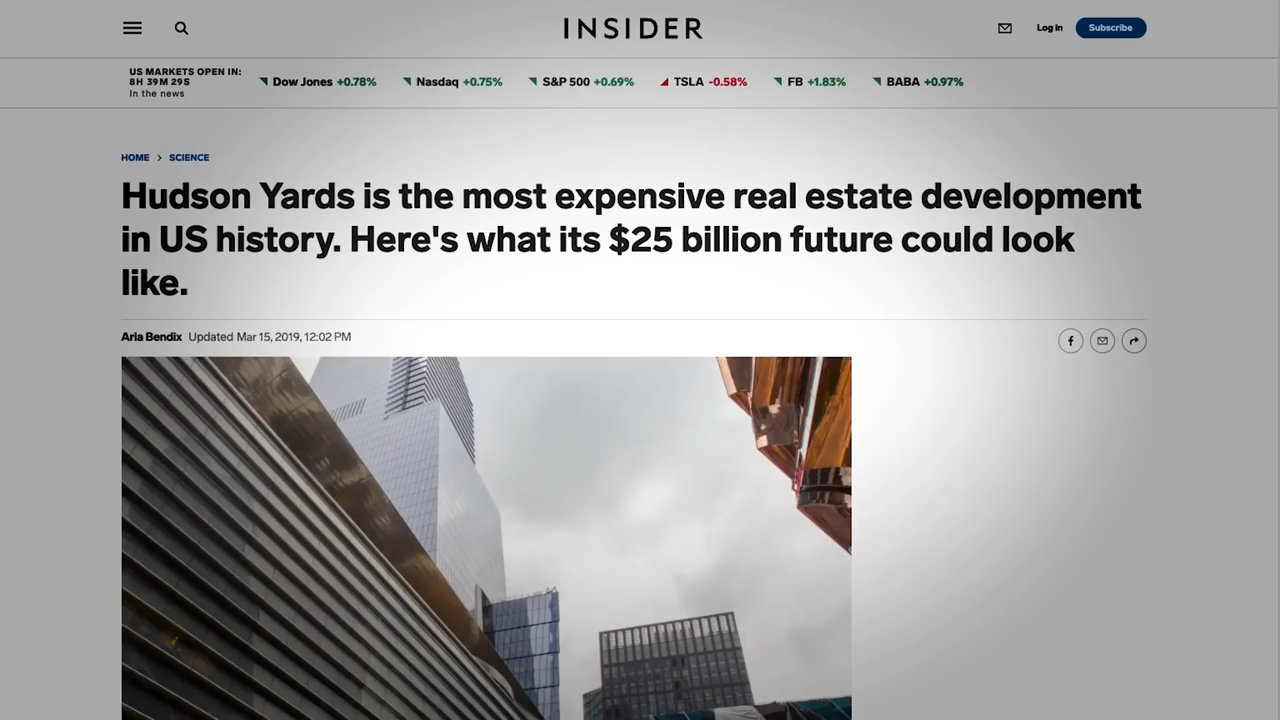 INSIDER
Log in
Subscribe
US MARKETS OPEN IN:
8H 39M 29S
In the news
Dow Jones +0.78%
Nasdaq +0.75%
S&P 500 +0.69%
TSLA -0.58%
FB +1.83%
BABA +0.97%
HOME > SCIENCE
Hudson Yards is the most expensive real estate development
in US history. Here's what its $25 billion future could look
like.
Aria Bendix Updated Mar 15, 2019, 12:02 PM